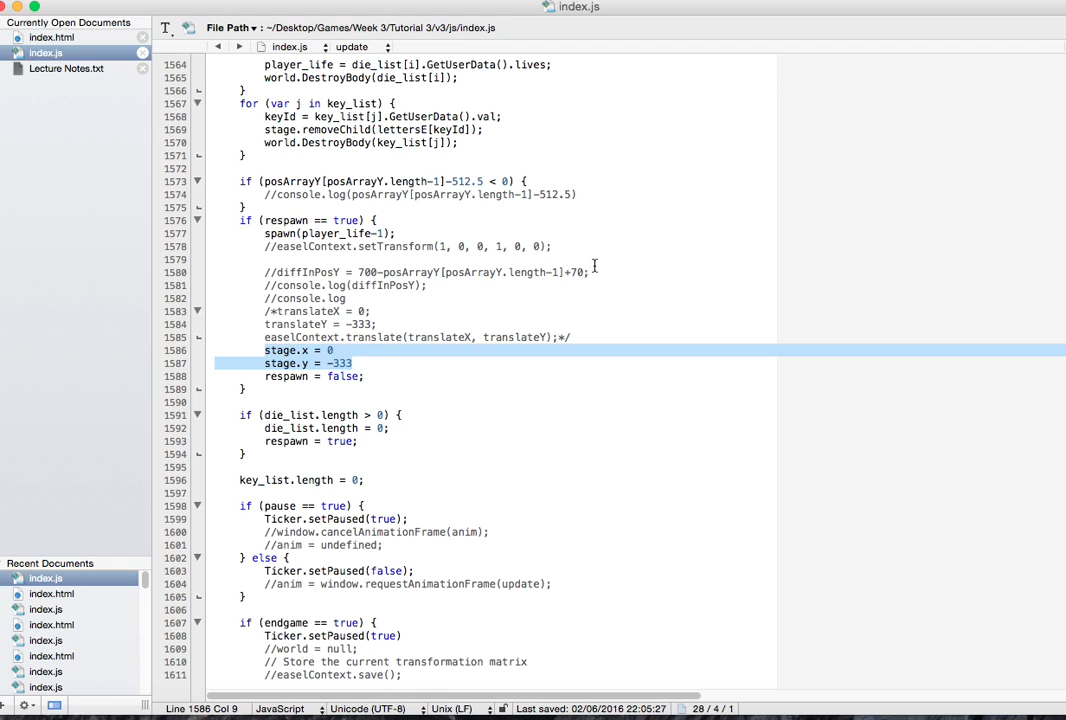 index.js
Currently Open Documents
index.html
index.js
Lecture Notes.txt
File Path ▾ : ~/Desktop/Games/Week 3/Tutorial 3/v3/js/index.js
index.js update
1564 player_life = die_list[i].GetUserData().lives;
1565 world.DestroyBody(die_list[i]);
1566 }
1567 for (var j in key_list) {
1568 keyId = key_list[j].GetUserData().val;
1569 stage.removeChild(lettersE[keyId]);
1570 world.DestroyBody(key_list[j]);
1571 }
1572
1573 if (posArrayY[posArrayY.length-1]-512.5 < 0) {
1574 //console.log(posArrayY[posArrayY.length-1]-512.5)
1575 }
1576 if (respawn == true) {
1577 spawn(player_life-1);
1578 //easelContext.setTransform(1, 0, 0, 1, 0, 0);
1579
1580 //diffInPosY = 700-posArrayY[posArrayY.length-1]+70;
1581 //console.log(diffInPosY);
1582 //console.log
1583 /*translateX = 0;
1584 translateY = -333;
1585 easelContext.translate(translateX, translateY);*/
1586 stage.x = 0
1587 stage.y = -333
1588 respawn = false;
1589 }
1590
1591 if (die_list.length > 0) {
1592 die_list.length = 0;
1593 respawn = true;
1594 }
1595
1596 key_list.length = 0;
1597
1598 if (pause == true) {
1599 Ticker.setPaused(true);
1600 //window.cancelAnimationFrame(anim);
1601 //anim = undefined;
1602 } else {
1603 Ticker.setPaused(false);
1604 //anim = window.requestAnimationFrame(update);
1605 }
1606
1607 if (endgame == true) {
1608 Ticker.setPaused(true)
1609 //world = null;
1610 // Store the current transformation matrix
1611 //easelContext.save();
Recent Documents
index.js
index.html
index.js
index.html
index.js
index.html
index.js
index.js
Line 1586 Col 9 JavaScript Unicode (UTF-8) Unix (LF) Last saved: 02/06/2016 22:05:27 28 / 4 / 1